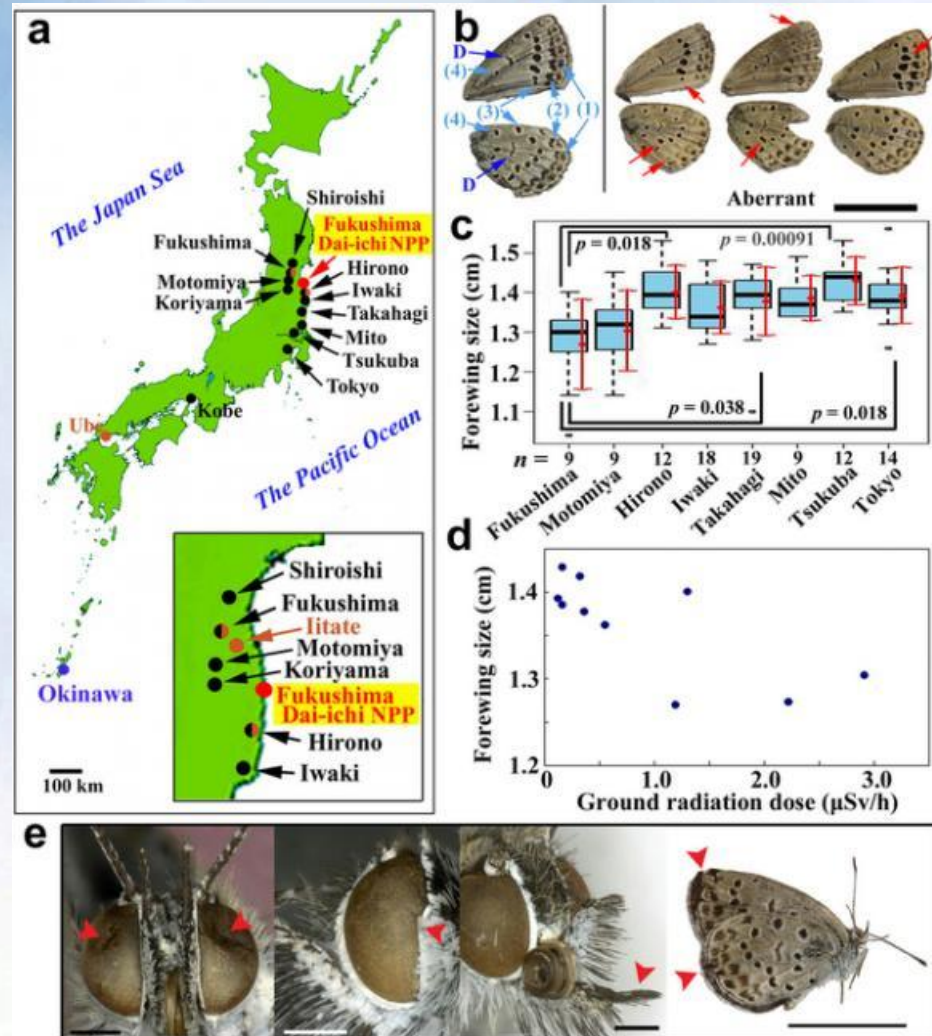 a
The Japan Sea
Shiroishi
Fukushima
Dai-ichi NPP
Fukushima
Hirono
Motomiya
Iwaki
Koriyama
Takahagi
Mito
Tsukuba
Tokyo
Kobe
Ube
The Pacific Ocean
Okinawa
100 km
Shiroishi
Fukushima
Iitate
Motomiya
Koriyama
Fukushima
Dai-ichi NPP
Hirono
Iwaki
b
D
(4)
(3)
(2)
(1)
(4)
D
Aberrant
c
Forewing size (cm)
1.5
1.4
1.3
1.2
1.1
p = 0.018
p = 0.00091
p = 0.038
p = 0.018
n = 9 9 12 18 19 9 12 14
Fukushima
Motomiya
Hirono
Iwaki
Takahagi
Mito
Tsukuba
Tokyo
d
Forewing size (cm)
1.4
1.3
1.2
0 1.0 2.0 3.0
Ground radiation dose (μSv/h)
e